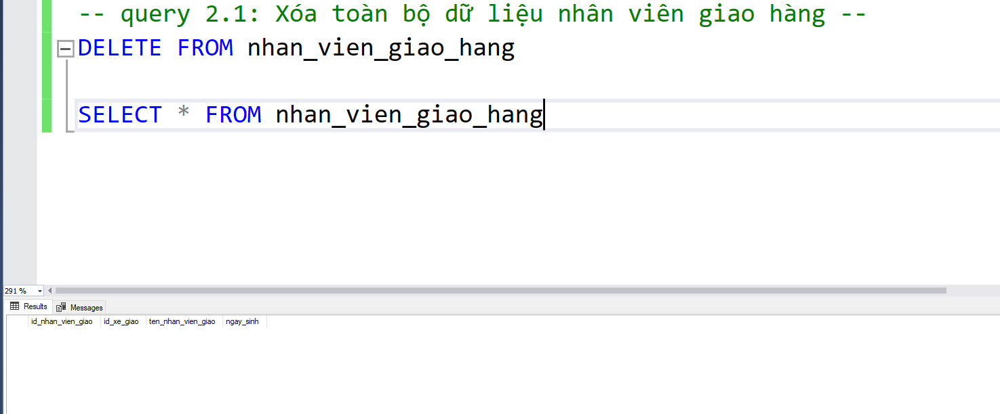 -- query 2.1: Xóa toàn bộ dữ liệu nhân viên giao hàng --
DELETE FROM nhan_vien_giao_hang
SELECT * FROM nhan_vien_giao_hang
291 %
Results Messages
id_nhan_vien_giao id_xe_giao ten_nhan_vien_giao ngay_sinh